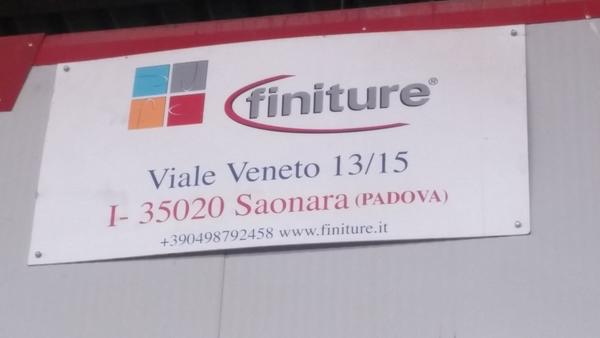 finiture®
Viale Veneto 13/15
I- 35020 Saonara (PADOVA)
+390498792458 www.finiture.it